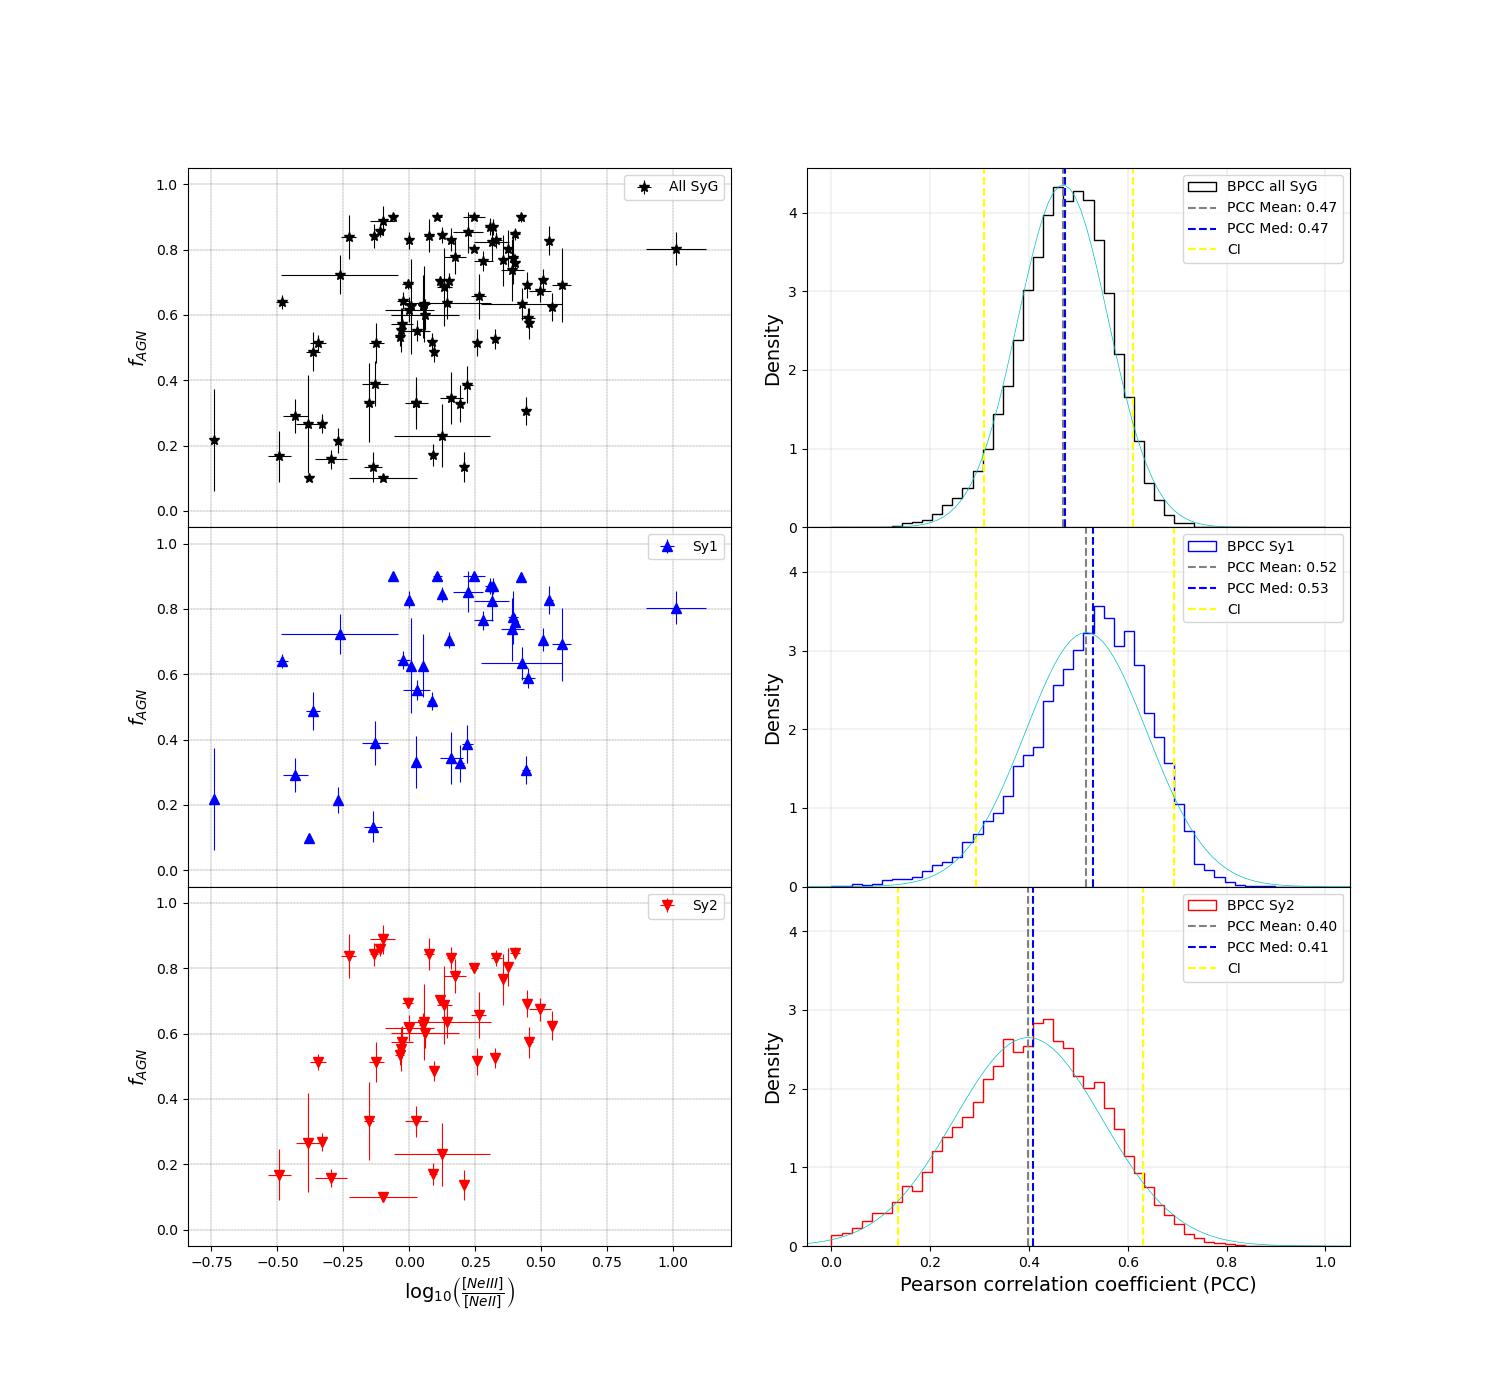 All SyG
1.0
0.8
0.6
0.4
0.2
0.0
f_AGN
BPCC all SyG
PCC Mean: 0.47
PCC Med: 0.47
CI
4
3
2
1
0
Density
Sy1
1.0
0.8
0.6
0.4
0.2
0.0
f_AGN
BPCC Sy1
PCC Mean: 0.52
PCC Med: 0.53
CI
4
3
2
1
0
Density
Sy2
1.0
0.8
0.6
0.4
0.2
0.0
f_AGN
−0.75 −0.50 −0.25 0.00 0.25 0.50 0.75 1.00
log₁₀([NeIII]/[NeII])
BPCC Sy2
PCC Mean: 0.40
PCC Med: 0.41
CI
4
3
2
1
0
Density
0.0 0.2 0.4 0.6 0.8 1.0
Pearson correlation coefficient (PCC)